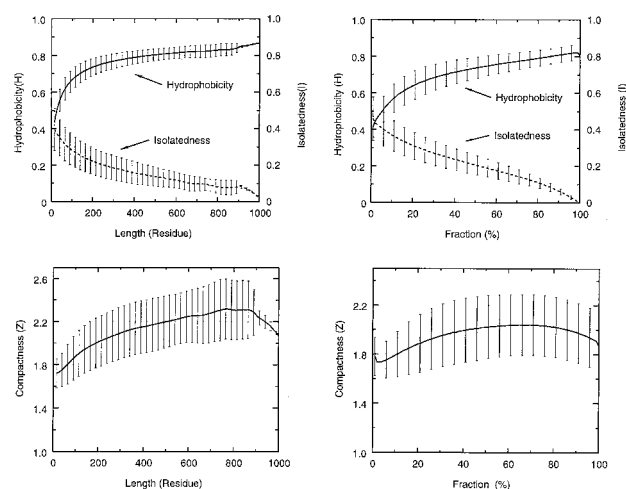 1.0
0.8
0.6
0.4
0.2
0
Hydrophobicity(H)
Hydrophobicity
Isolatedness
1.0
0.8
0.6
0.4
0.2
0
Isolatedness(I)
0 200 400 600 800 1000
Length (Residue)
1.0
0.8
0.6
0.4
0.2
0
Hydrophobicity (H)
Hydrophobicity
Isolatedness
1.0
0.8
0.6
0.4
0.2
0
Isolatedness (I)
0 20 40 60 80 100
Fraction (%)
2.6
2.2
1.8
1.4
1.0
Compactness (Z)
0 200 400 600 800 1000
Length (Residue)
2.2
1.8
1.4
1.0
Compactness (Z)
0 20 40 60 80 100
Fraction (%)